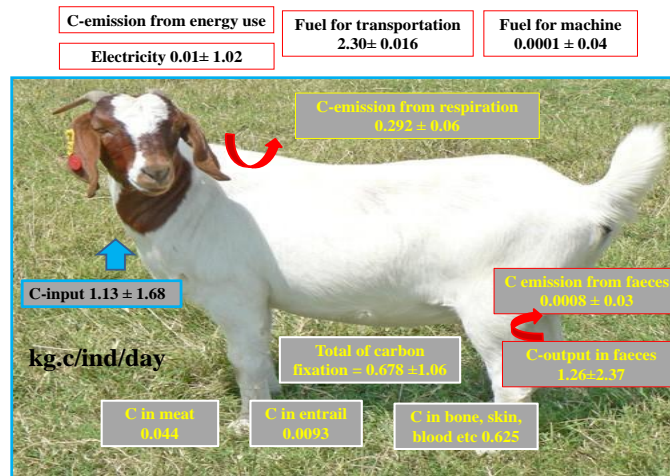 C-emission from energy use
Fuel for transportation
2.30± 0.016
Fuel for machine
0.0001 ± 0.04
Electricity 0.01± 1.02
C-emission from respiration
0.292 ± 0.06
C-input 1.13 ± 1.68
C emission from faeces
0.0008 ± 0.03
kg.c/ind/day
Total of carbon
fixation = 0.678 ±1.06
C-output in faeces
1.26±2.37
C in meat
0.044
C in entrail
0.0093
C in bone, skin,
blood etc 0.625